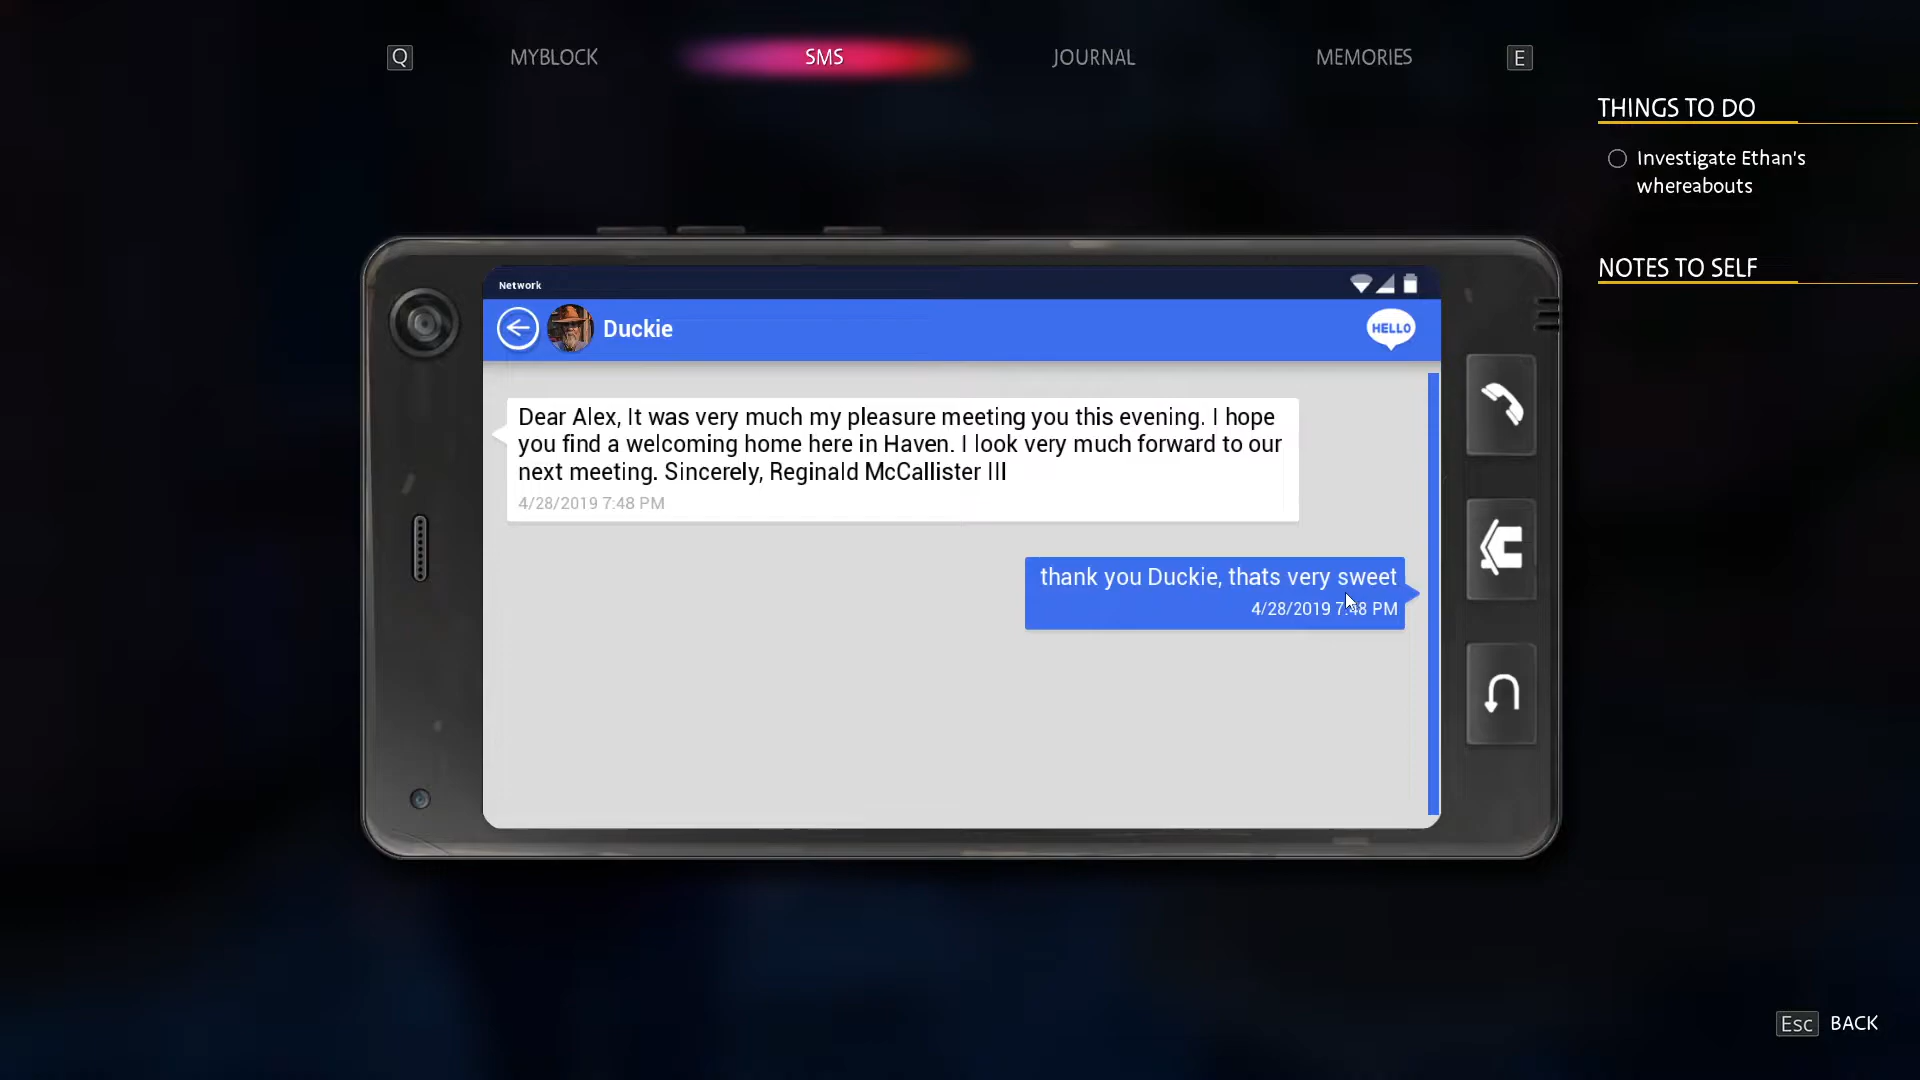 Q MYBLOCK SMS JOURNAL MEMORIES E
THINGS TO DO
Investigate Ethan's
whereabouts
NOTES TO SELF
Network
Duckie
HELLO
Dear Alex, It was very much my pleasure meeting you this evening. I hope
you find a welcoming home here in Haven. I look very much forward to our
next meeting. Sincerely, Reginald McCallister III
4/28/2019 7:48 PM
thank you Duckie, thats very sweet
4/28/2019 7:48 PM
Esc BACK